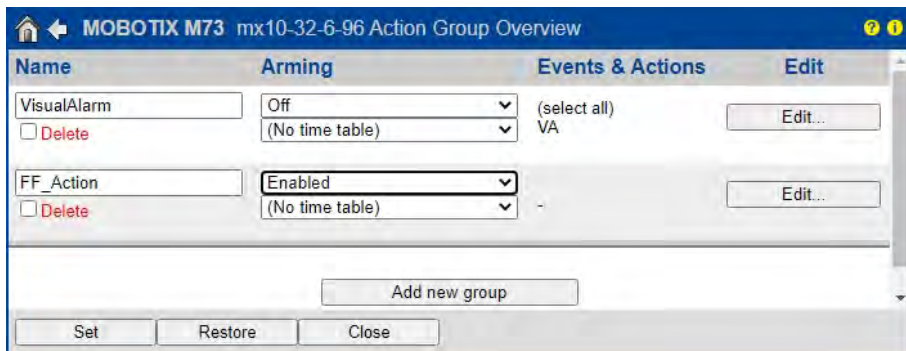 MOBOTIX M73 mx10-32-6-96 Action Group Overview ? i
Name Arming Events & Actions Edit
VisualAlarm Off (select all) Edit...
Delete (No time table) VA
FF_Action Enabled Edit...
Delete (No time table) -
Add new group
Set Restore Close